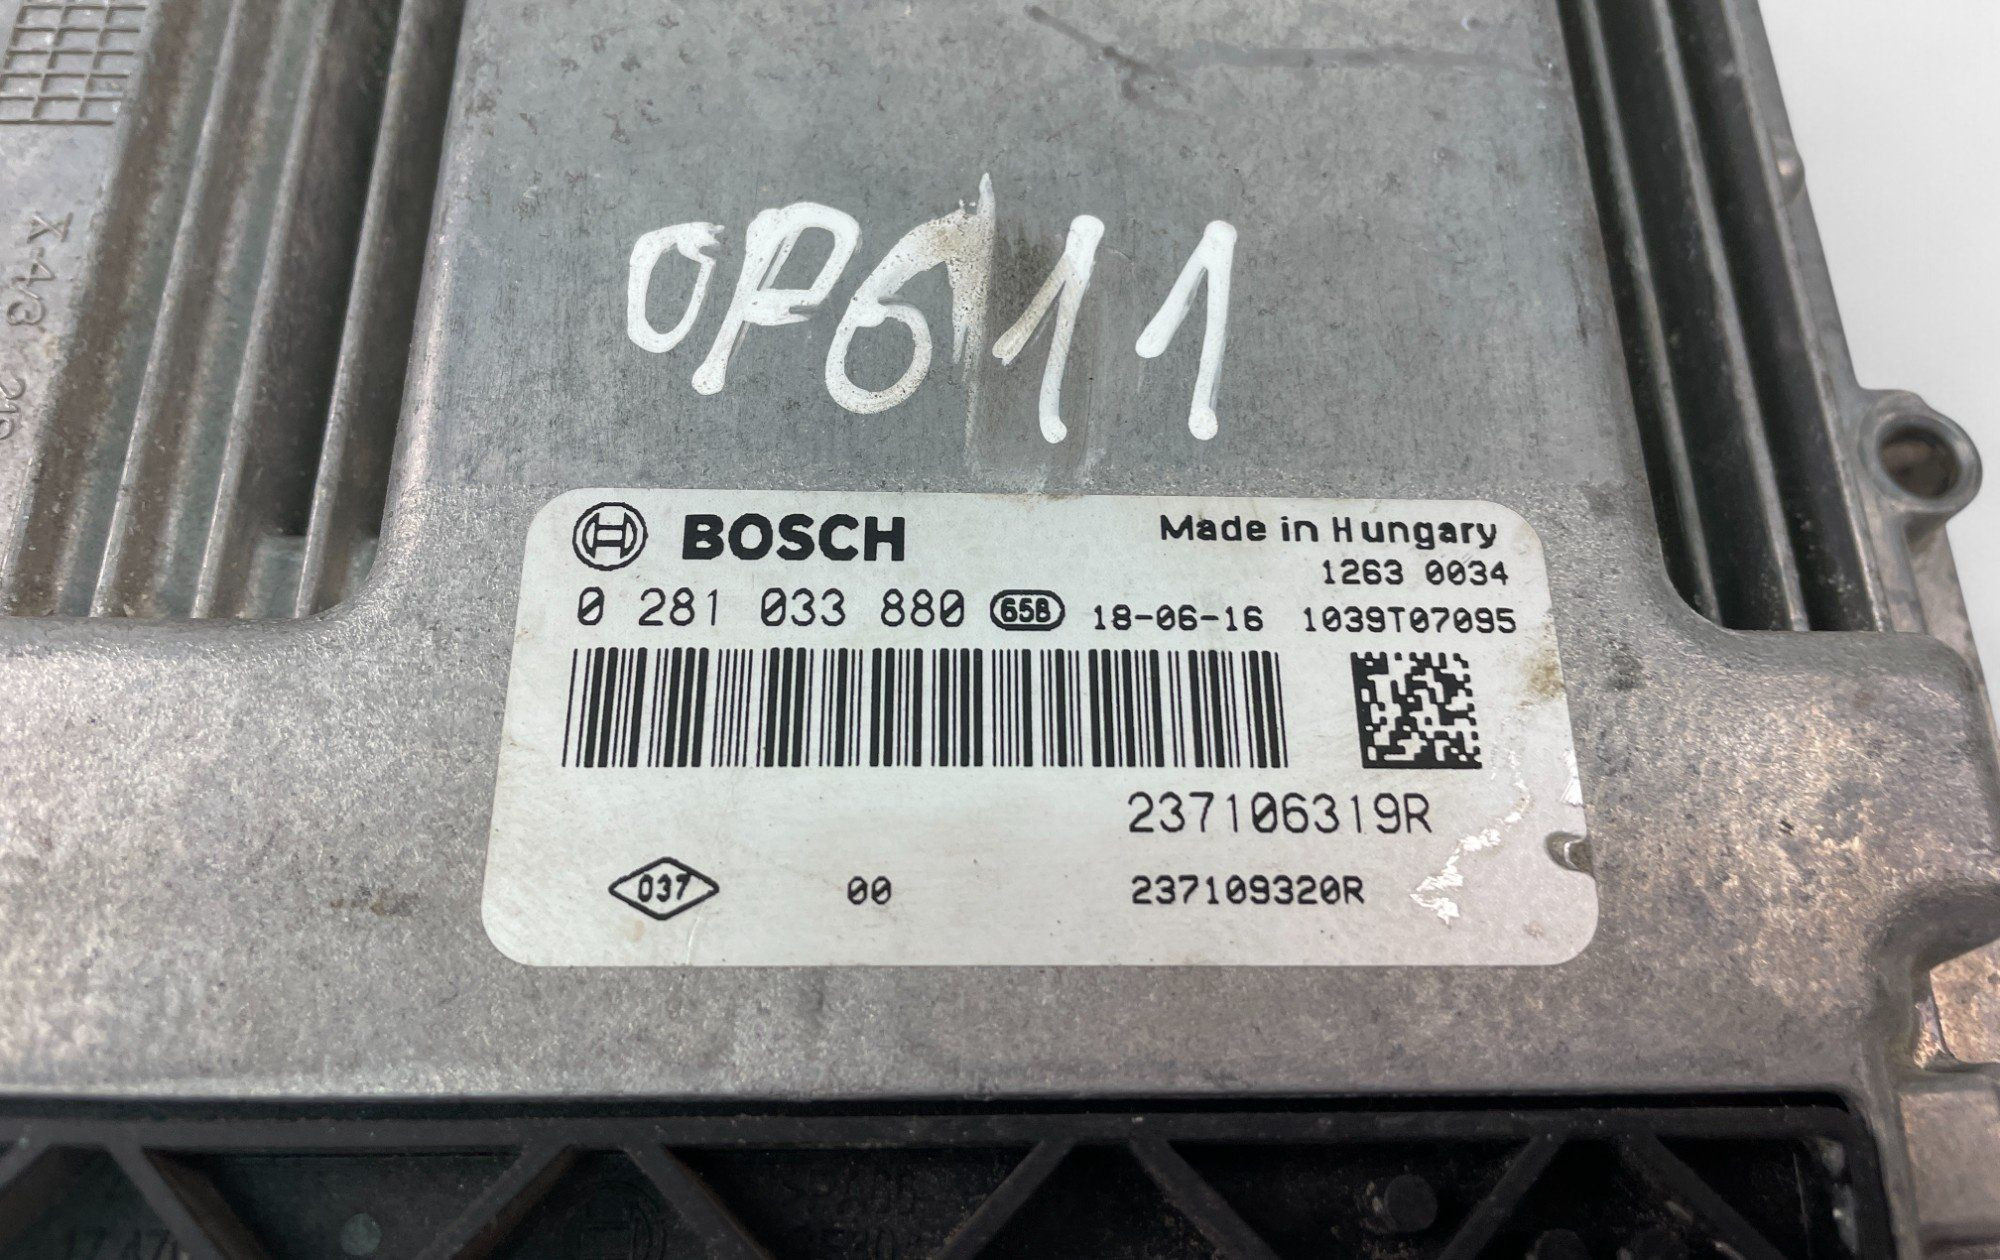 OP611
BOSCH
Made in Hungary
1263 0034
0 281 033 880 65B 18-06-16 1039T07095
237106319R
037 00 237109320R